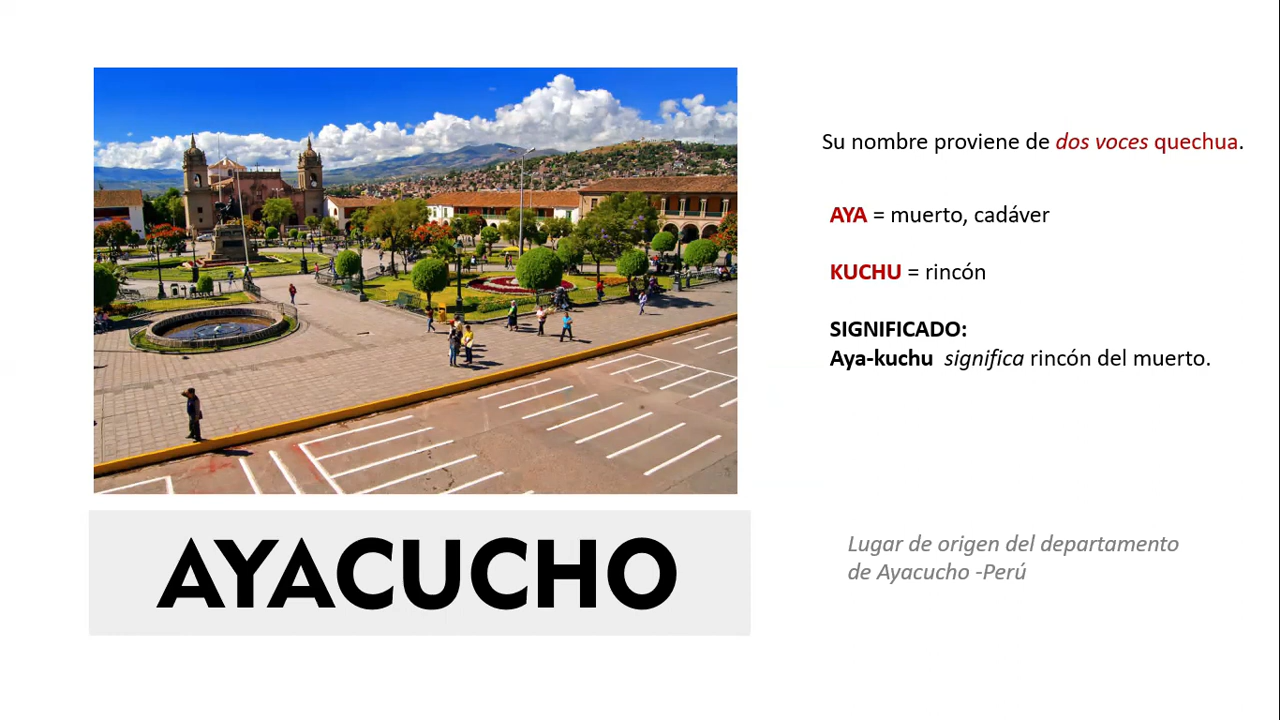 Su nombre proviene de dos voces quechua.
AYA = muerto, cadáver
KUCHU = rincón
SIGNIFICADO:
Aya-kuchu significa rincón del muerto.
AYACUCHO
Lugar de origen del departamento
de Ayacucho -Perú